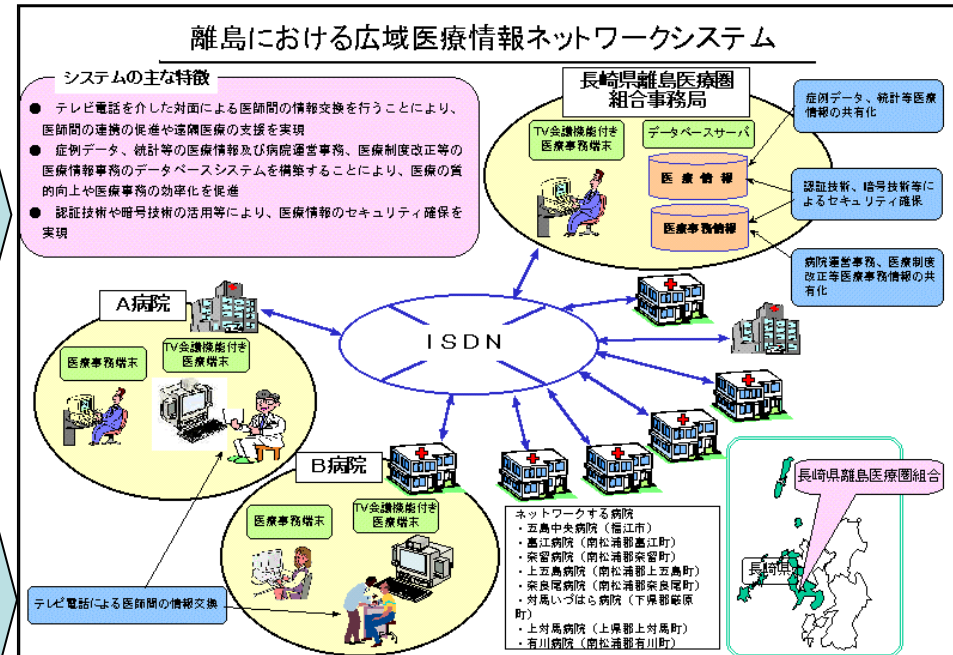 離島における広域医療情報ネットワークシステム
システムの主な特徴
● テレビ電話を介した対面による医師間の情報交換を行うことにより、
医師間の連携の促進や遠隔医療の支援を実現
● 症例データ、統計等の医療情報及び病院運営事務、医療制度改正等の
医療情報事務のデータベースシステムを構築することにより、医療の質
的向上や医療事務の効率化を促進
● 認証技術や暗号技術の活用等により、医療情報のセキュリティ確保を
実現
長崎県離島医療圏
組合事務局
TV会議機能付き
医療事務端末
データベースサーバ
医療情報
医療事務情報
症例データ、統計等医療
情報の共有化
認証技術、暗号技術等に
よるセキュリティ確保
病院運営事務、医療制度
改正等医療事務情報の共
有化
A病院
医療事務端末
TV会議機能付き
医療端末
ISDN
B病院
医療事務端末
TV会議機能付き
医療端末
テレビ電話による医師間の情報交換
ネットワークする病院
・五島中央病院（福江市）
・富江病院（南松浦郡富江町）
・奈留病院（南松浦郡奈留町）
・上五島病院（南松浦郡上五島町）
・奈良尾病院（南松浦郡奈良尾町）
・対馬いづはら病院（下県郡厳原
町）
・上対馬病院（上県郡上対馬町）
・有川病院（南松浦郡有川町）
長崎県離島医療圏組合
長崎県